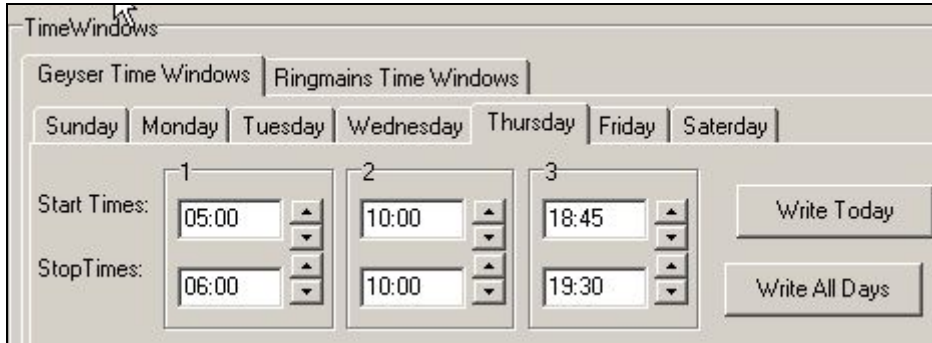 TimeWindows
Geyser Time Windows Ringmains Time Windows
Sunday Monday Tuesday Wednesday Thursday Friday Saterday
1 2 3
Start Times: 05:00 10:00 18:45 Write Today
StopTimes: 06:00 10:00 19:30 Write All Days